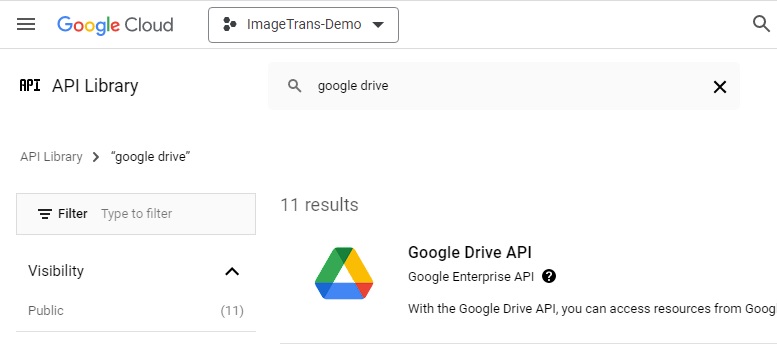 Google Cloud
ImageTrans-Demo
API API Library
google drive
API Library > “google drive”
Filter Type to filter
11 results
Google Drive API
Google Enterprise API ?
Visibility
Public (11)
With the Google Drive API, you can access resources from Goog